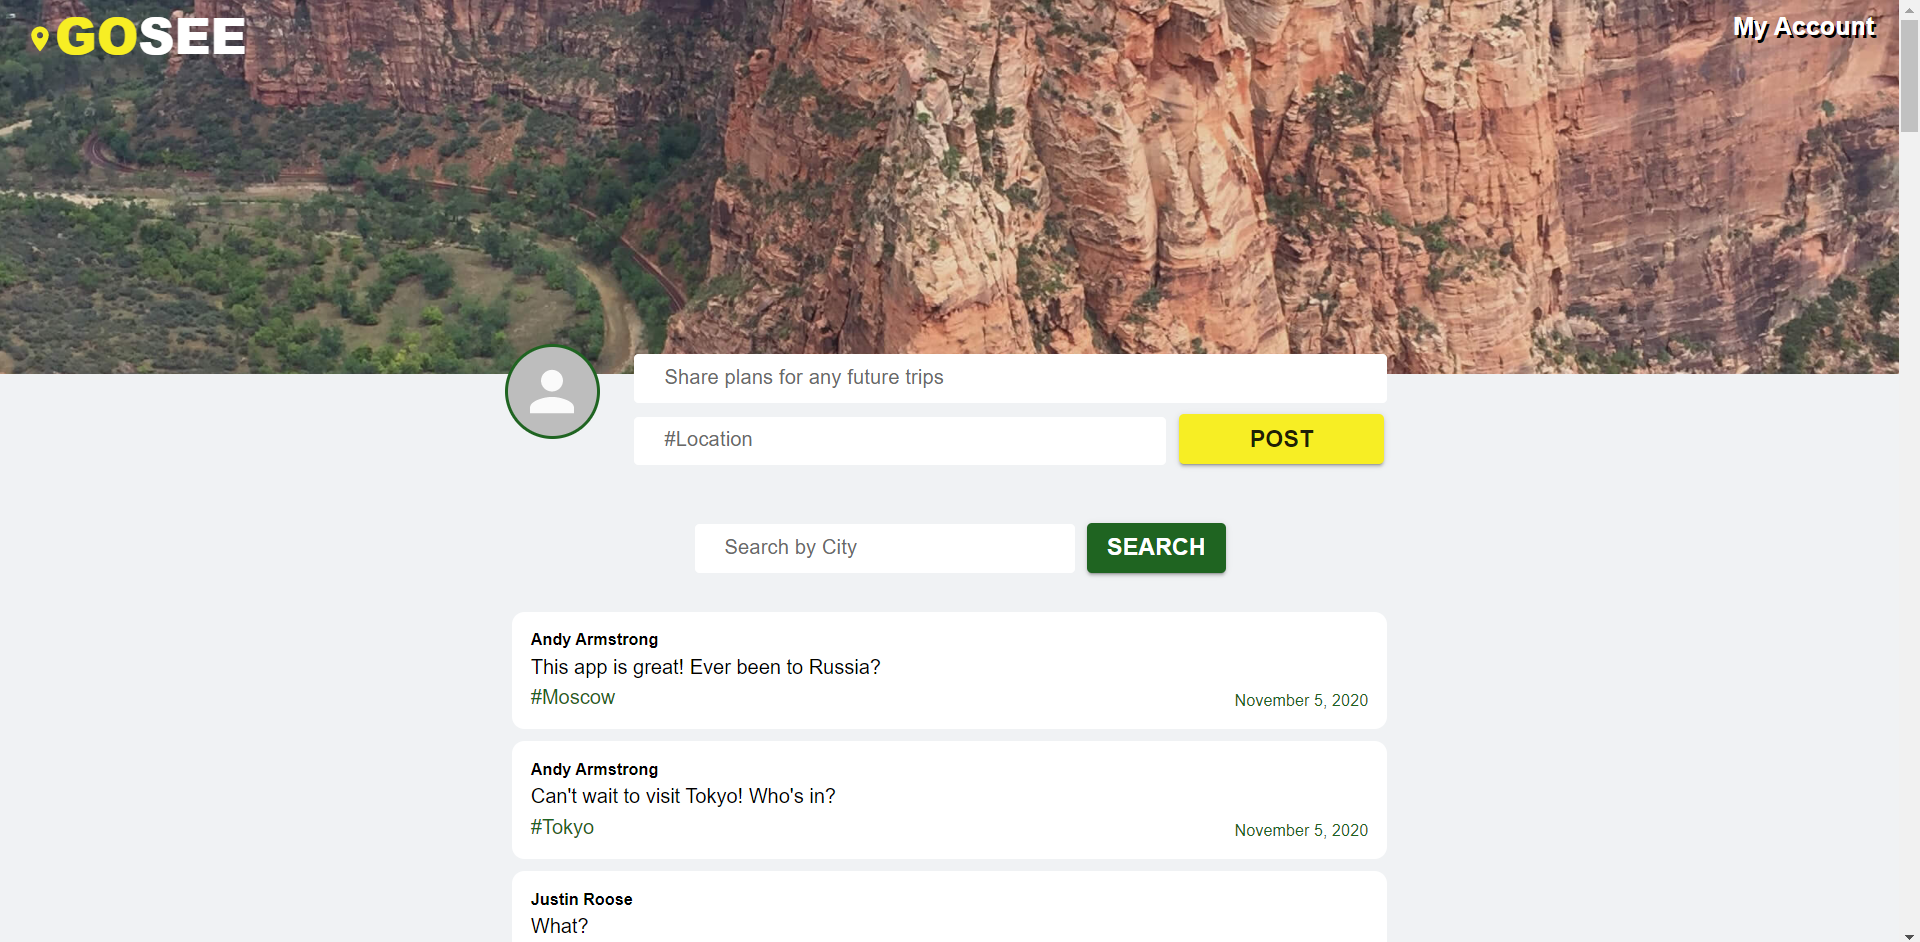 GOSEE
My Account
Share plans for any future trips
#Location
POST
Search by City
SEARCH
Andy Armstrong
This app is great! Ever been to Russia?
#Moscow
November 5, 2020
Andy Armstrong
Can't wait to visit Tokyo! Who's in?
#Tokyo
November 5, 2020
Justin Roose
What?